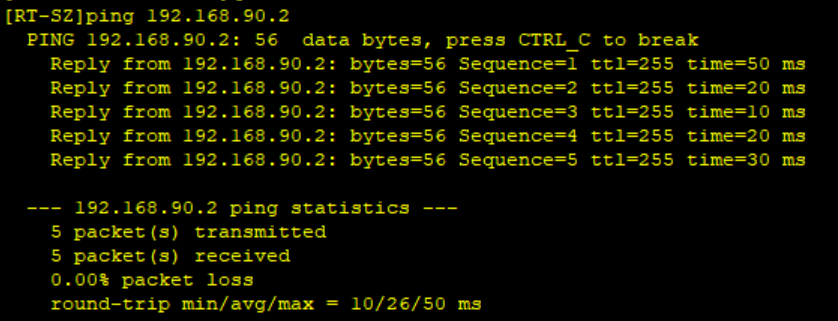 [RT-SZ]ping 192.168.90.2
PING 192.168.90.2: 56  data bytes, press CTRL_C to break
Reply from 192.168.90.2: bytes=56 Sequence=1 ttl=255 time=50 ms
Reply from 192.168.90.2: bytes=56 Sequence=2 ttl=255 time=20 ms
Reply from 192.168.90.2: bytes=56 Sequence=3 ttl=255 time=10 ms
Reply from 192.168.90.2: bytes=56 Sequence=4 ttl=255 time=20 ms
Reply from 192.168.90.2: bytes=56 Sequence=5 ttl=255 time=30 ms
--- 192.168.90.2 ping statistics ---
5 packet(s) transmitted
5 packet(s) received
0.00% packet loss
round-trip min/avg/max = 10/26/50 ms